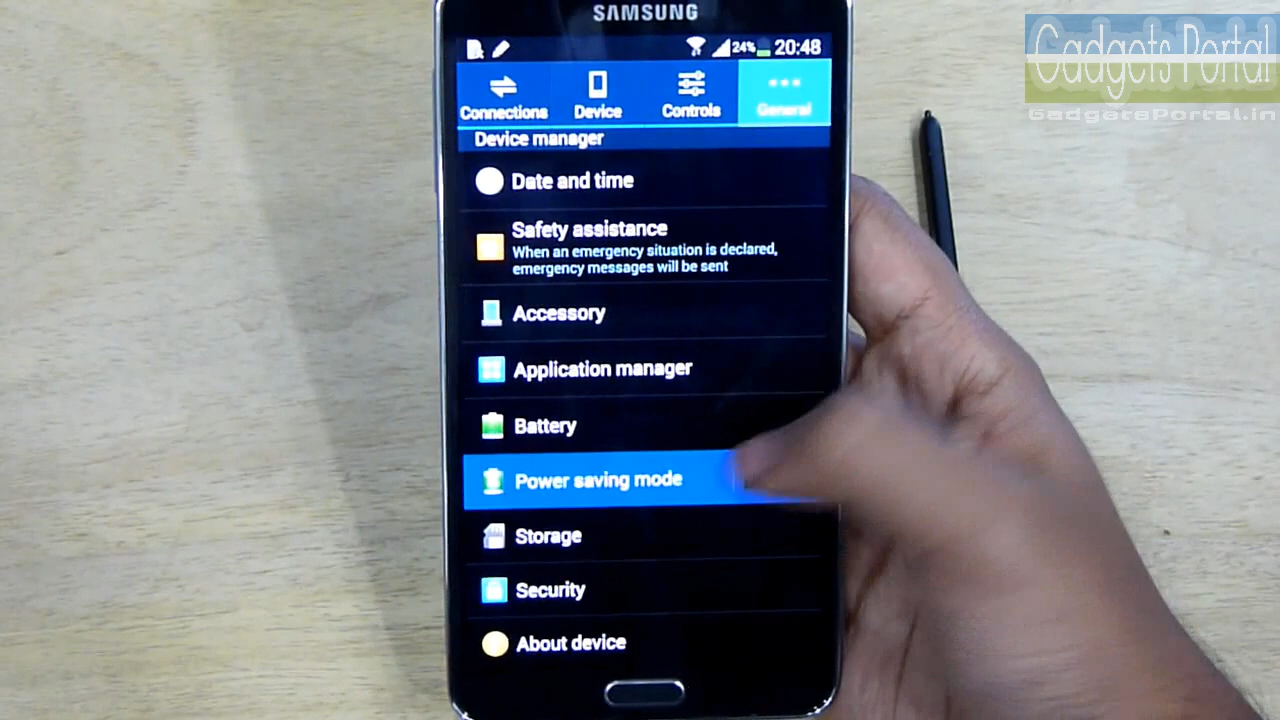 SAMSUNG
24% 20:48
Gadgets Portal
GadgetsPortal.in
Connections Device Controls General
Device manager
Date and time
Safety assistance
When an emergency situation is declared,
emergency messages will be sent
Accessory
Application manager
Battery
Power saving mode
Storage
Security
About device